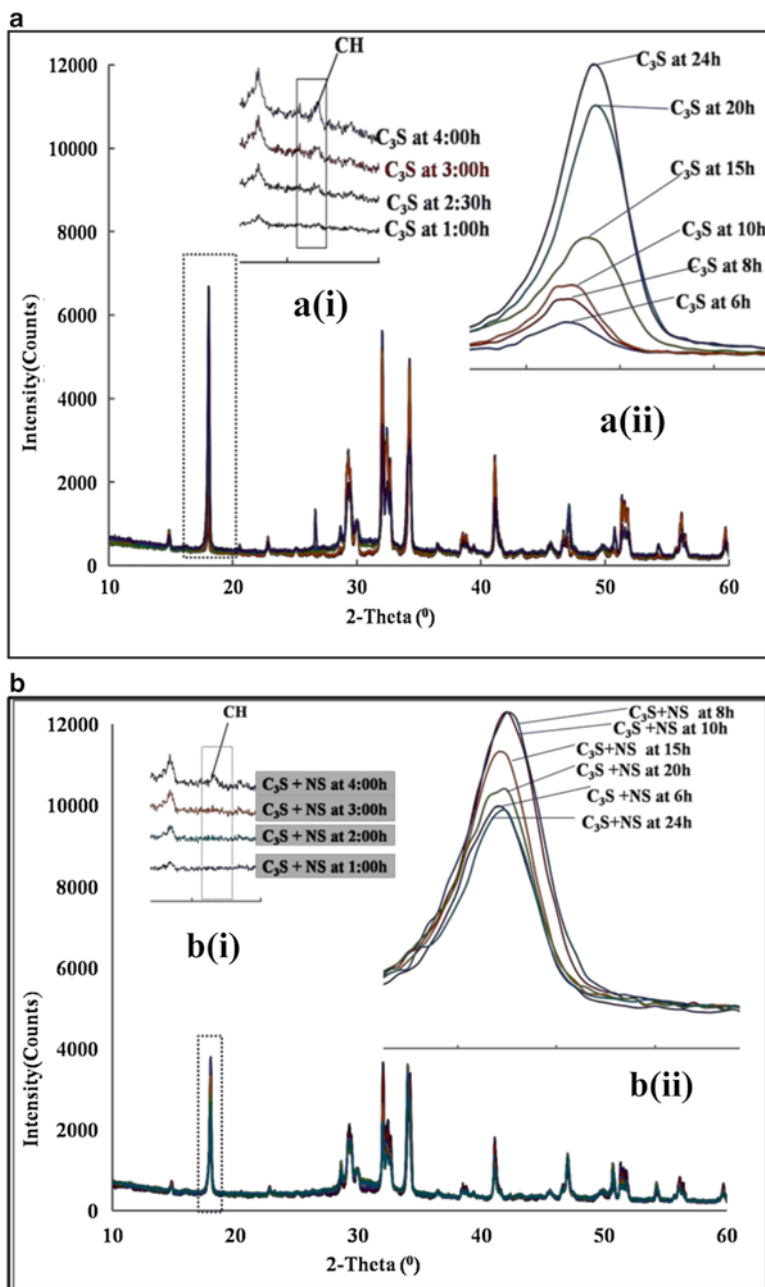 a
12000
10000
8000
6000
4000
2000
0
Intensity(Counts)
10 20 30 40 50 60
2-Theta (⁰)
CH
C₃S at 4:00h
C₃S at 3:00h
C₃S at 2:30h
C₃S at 1:00h
a(i)
C₃S at 24h
C₃S at 20h
C₃S at 15h
C₃S at 10h
C₃S at 8h
C₃S at 6h
a(ii)
b
12000
10000
8000
6000
4000
2000
0
Intensity(Counts)
10 20 30 40 50 60
2-Theta (⁰)
CH
C₃S + NS at 4:00h
C₃S + NS at 3:00h
C₃S + NS at 2:00h
C₃S + NS at 1:00h
b(i)
C₃S+NS at 8h
C₃S +NS at 10h
C₃S+NS at 15h
C₃S +NS at 20h
C₃S +NS at 6h
C₃S+NS at 24h
b(ii)